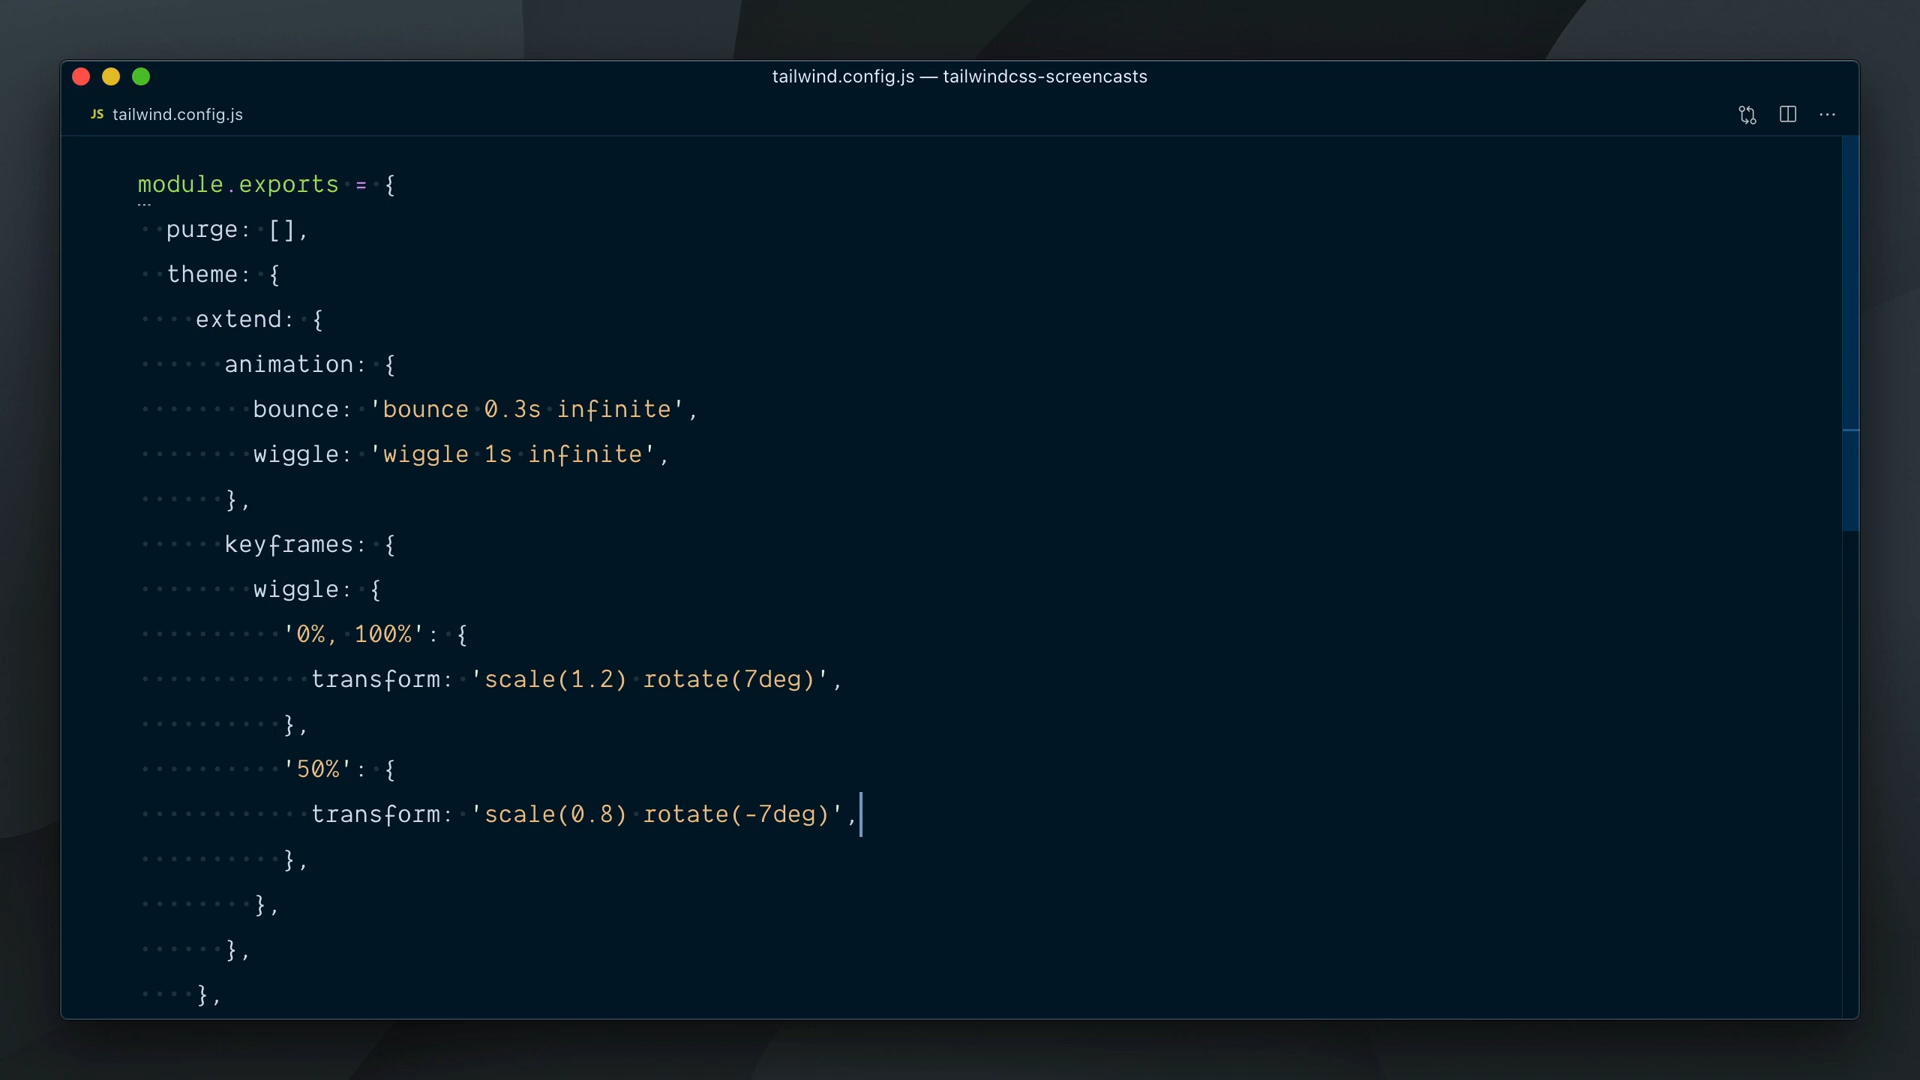 tailwind.config.js — tailwindcss-screencasts
JS tailwind.config.js
module.exports = {
  purge: [],
  theme: {
    extend: {
      animation: {
        bounce: 'bounce 0.3s infinite',
        wiggle: 'wiggle 1s infinite',
      },
      keyframes: {
        wiggle: {
          '0%, 100%': {
            transform: 'scale(1.2) rotate(7deg)',
          },
          '50%': {
            transform: 'scale(0.8) rotate(-7deg)',
          },
        },
      },
    },